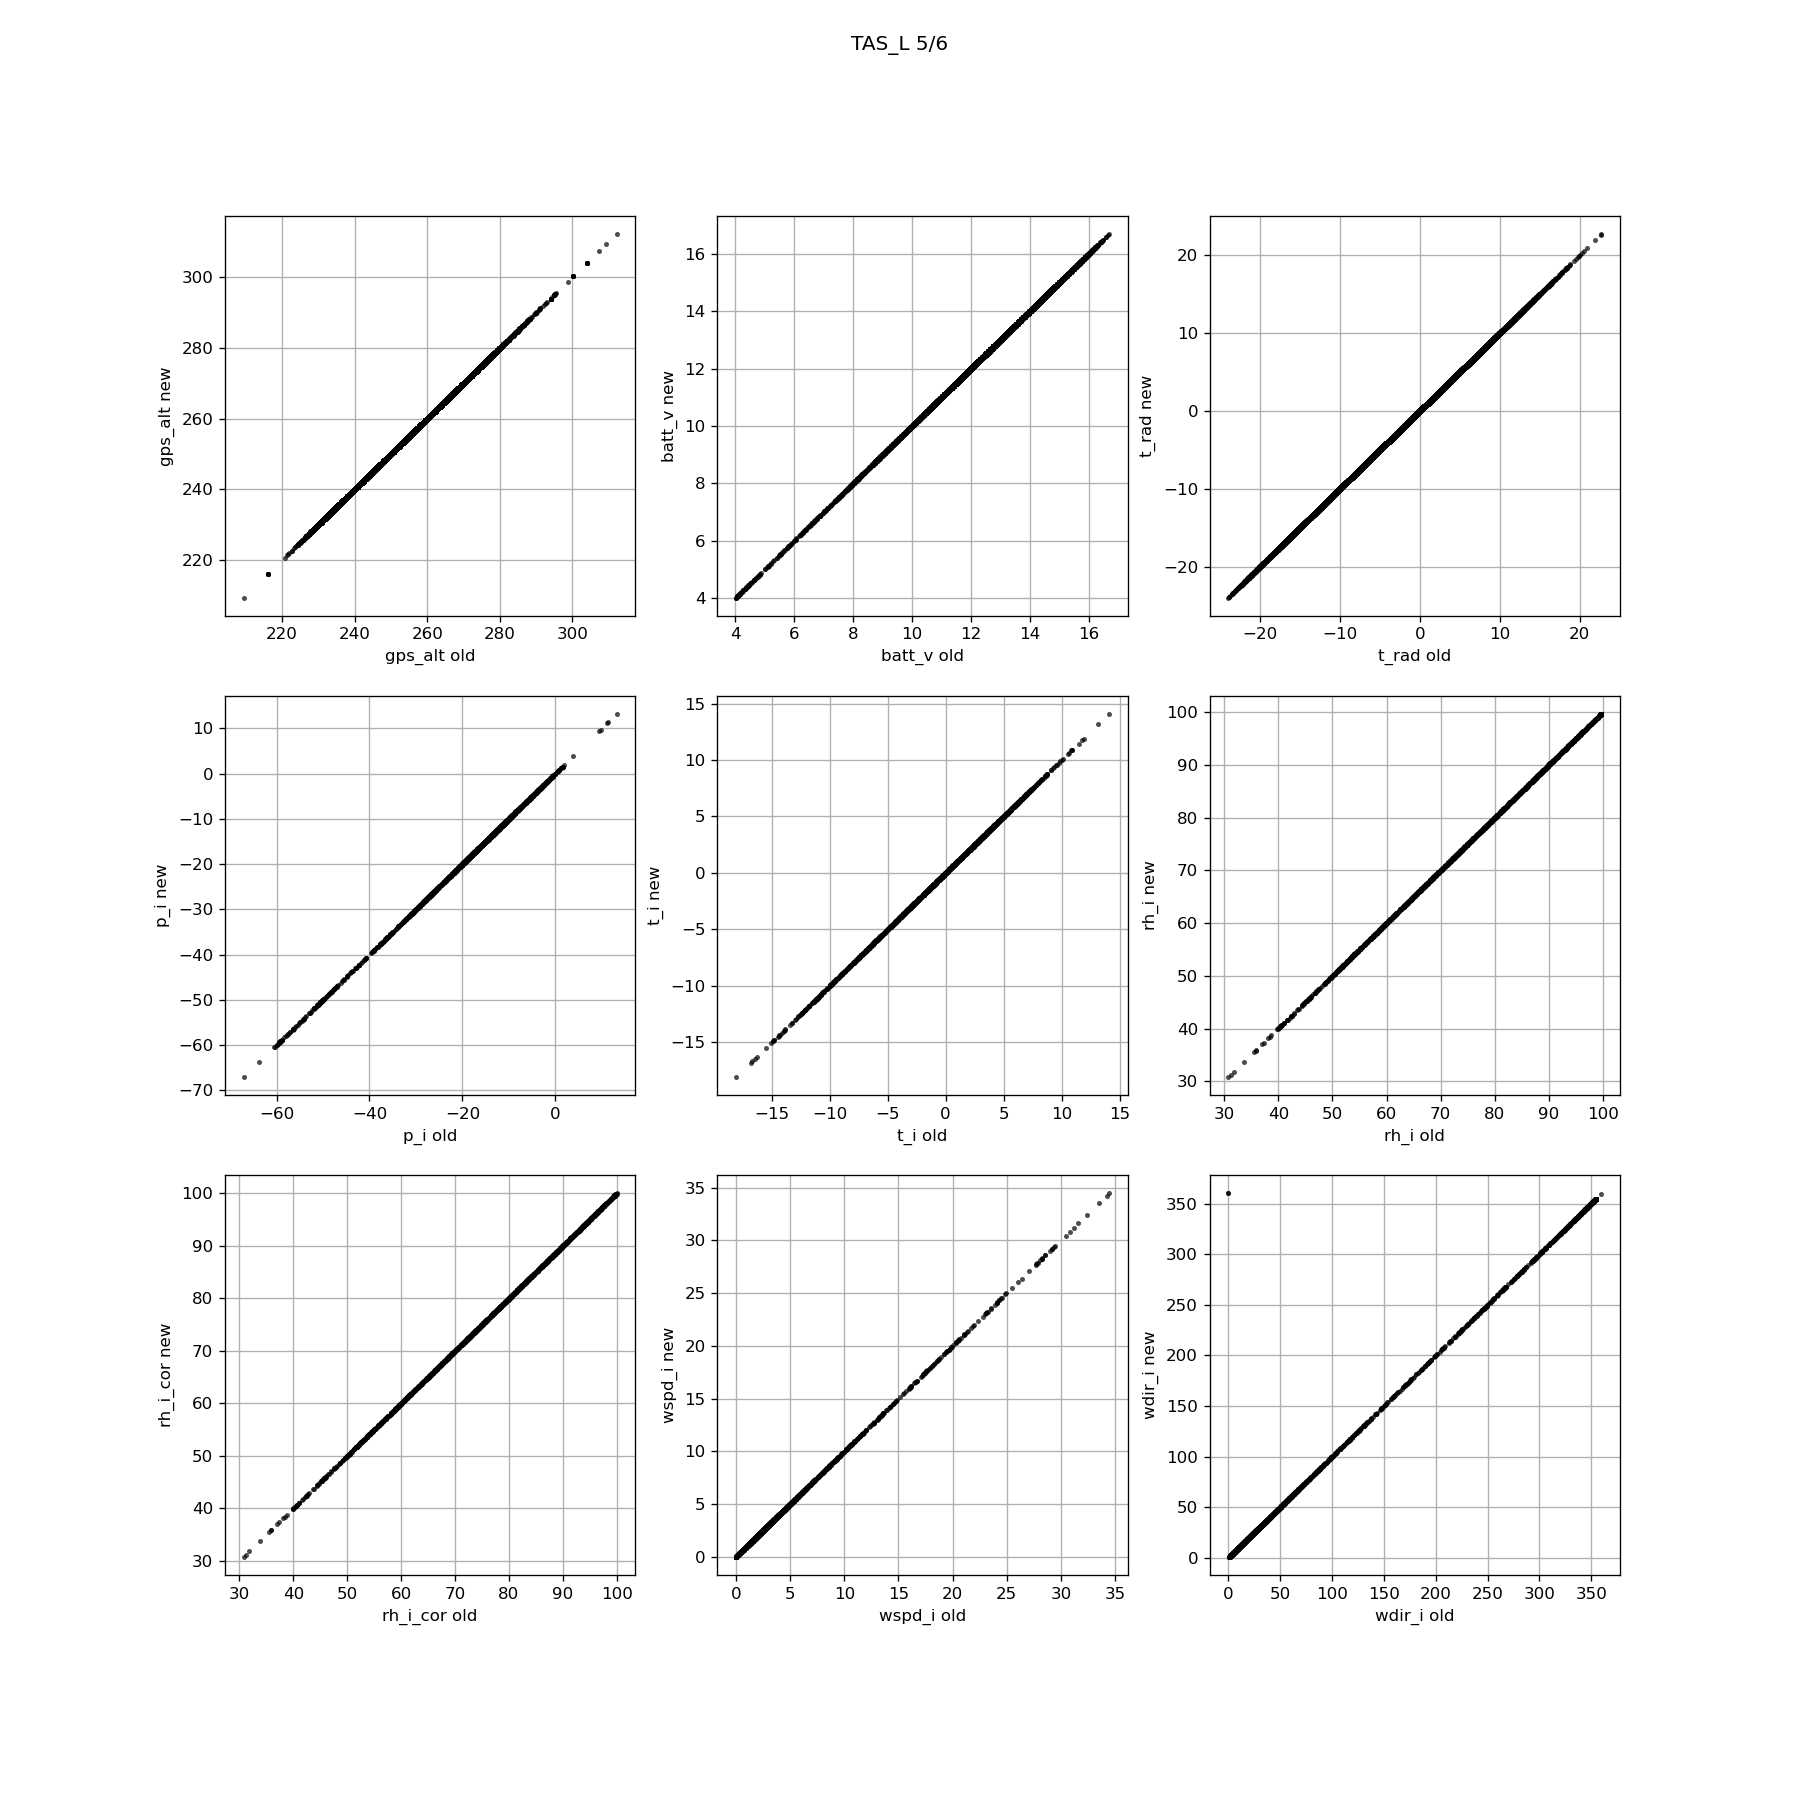 TAS_L 5/6
gps_alt new
300
280
260
240
220
220 240 260 280 300
gps_alt old
batt_v new
16
14
12
10
8
6
4
4 6 8 10 12 14 16
batt_v old
t_rad new
20
10
0
−10
−20
−20 −10 0 10 20
t_rad old
p_i new
10
0
−10
−20
−30
−40
−50
−60
−70
−60 −40 −20 0
p_i old
t_i new
15
10
5
0
−5
−10
−15
−15 −10 −5 0 5 10 15
t_i old
rh_i new
100
90
80
70
60
50
40
30
30 40 50 60 70 80 90 100
rh_i old
rh_i_cor new
100
90
80
70
60
50
40
30
30 40 50 60 70 80 90 100
rh_i_cor old
wspd_i new
35
30
25
20
15
10
5
0
0 5 10 15 20 25 30 35
wspd_i old
wdir_i new
350
300
250
200
150
100
50
0
0 50 100 150 200 250 300 350
wdir_i old